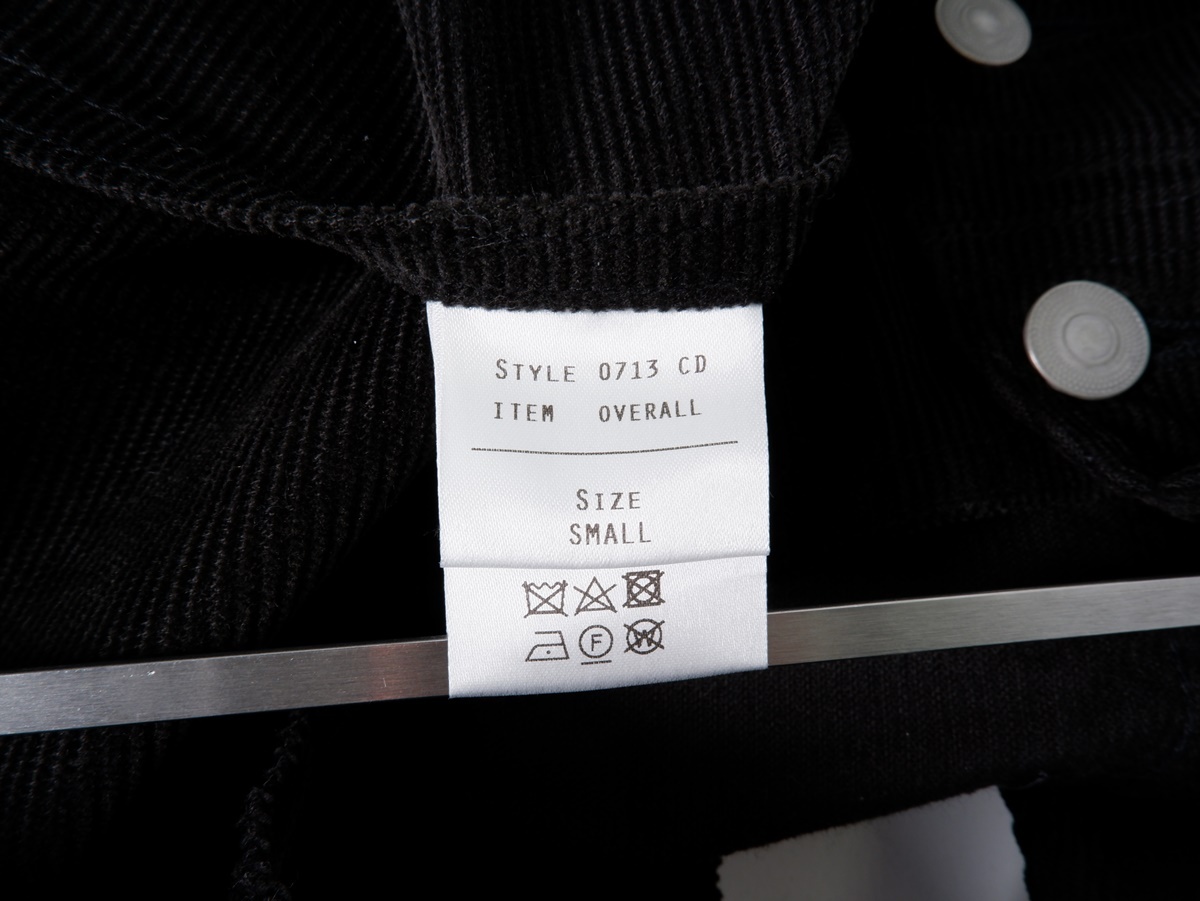 STYLE 0713 CD
ITEM OVERALL
SIZE
SMALL
F W